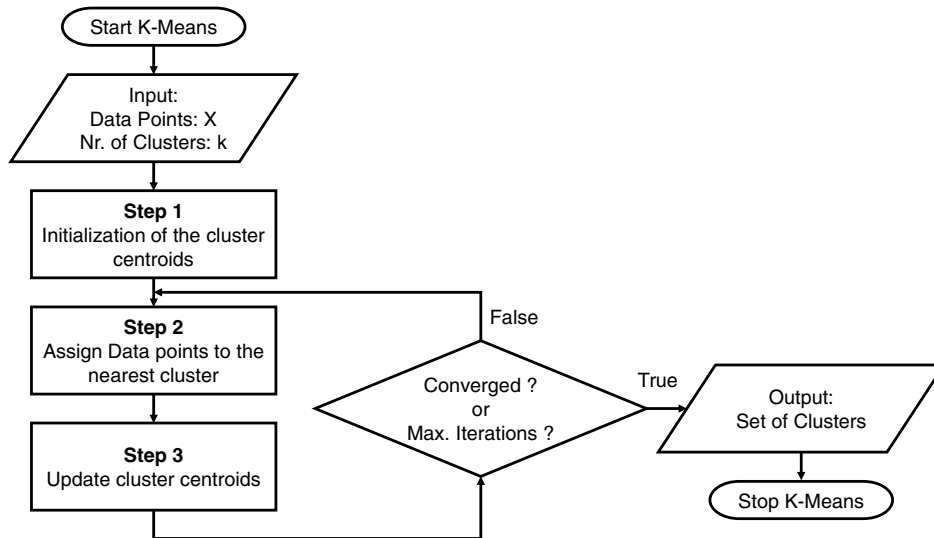 Start K-Means
Input:
Data Points: X
Nr. of Clusters: k
Step 1
Initialization of the cluster
centroids
Step 2
Assign Data points to the
nearest cluster
Step 3
Update cluster centroids
False
Converged ?
or
Max. Iterations ?
True
Output:
Set of Clusters
Stop K-Means